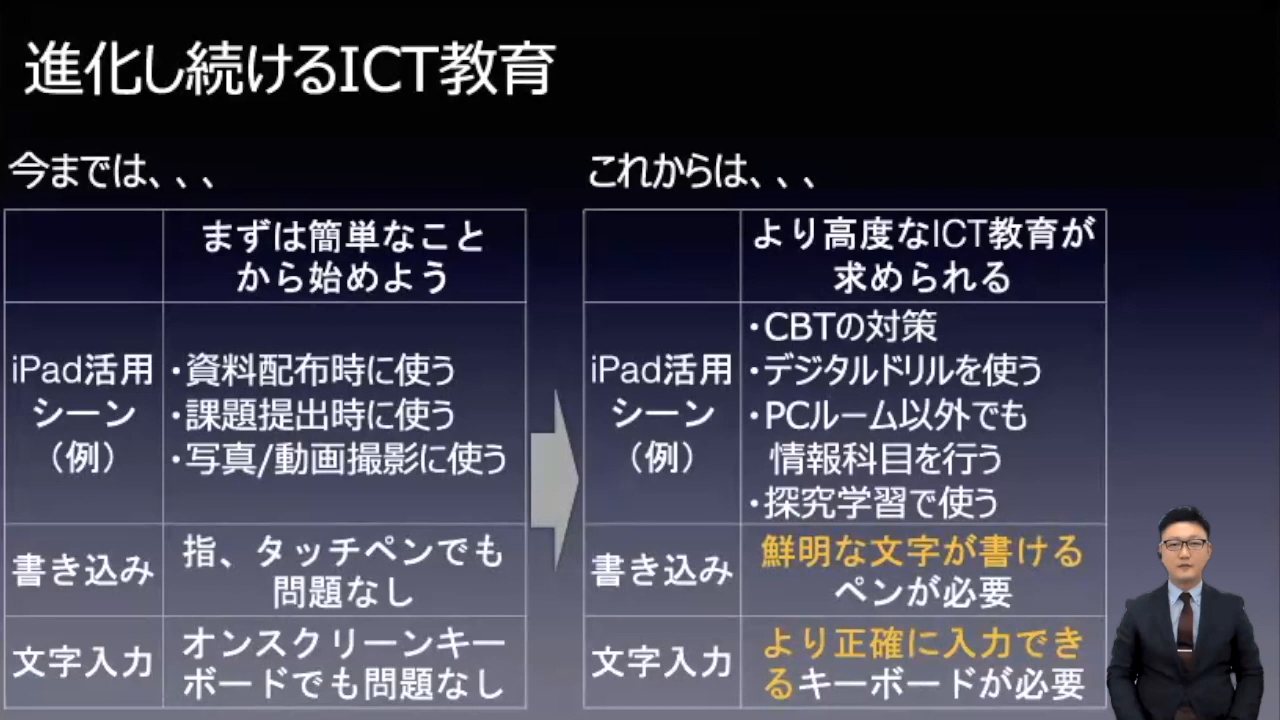 進化し続けるICT教育
今までは、、、
まずは簡単なこと
から始めよう
iPad活用
シーン
（例）
・資料配布時に使う
・課題提出時に使う
・写真/動画撮影に使う
書き込み
指、タッチペンでも
問題なし
文字入力
オンスクリーンキー
ボードでも問題なし
これからは、、、
より高度なICT教育が
求められる
iPad活用
シーン
（例）
・CBTの対策
・デジタルドリルを使う
・PCルーム以外でも
情報科目を行う
・探究学習で使う
書き込み
鮮明な文字が書ける
ペンが必要
文字入力
より正確に入力でき
るキーボードが必要